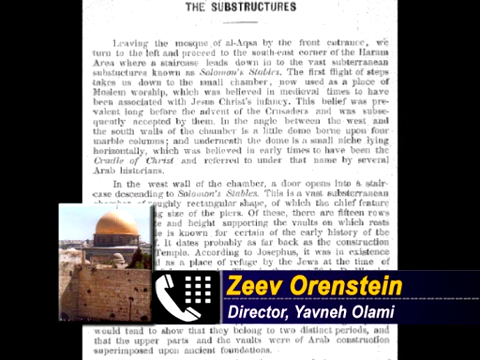 THE SUBSTRUCTURES
Leaving the mosque of al-Aqsa by the front entrance, we
turn to the left and proceed to the south-east corner of the Haram
Area where a staircase leads down in to the vast subterranean
substuctures known as Solomon's Stables. The first flight of steps
takes us down to the small chamber, now used as a place of
Moslem worship, which was believed in medieval times to have
been associated with Jesus Christ's infancy. This belief was pre-
valent long before the advent of the Crusaders and was subse-
quently accepted by them. In the angle between the west and
the south walls of the chamber is a little dome borne upon four
marble columns; and underneath the dome is a small niche lying
horizontally, which was believed in early times to have been the
Cradle of Christ and referred to under that name by several
Arab historians.
In the west wall of the chamber, a door opens into a stair-
case descending to Solomon's Stables. This is a vast subterranean
roughly rectangular shape, of which the chief feature
size of the piers. Of these, there are fifteen rows
and height supporting the vaults on which rests
is known for certain of the early history of the
It dates probably as far back as the construction
Temple. According to Josephus, it was in existence
as a place of refuge by the Jews at the time of
Zeev Orenstein
Director, Yavneh Olami
would tend to show that they belong to two distinct periods, and
that the upper parts and the vaults were of Arab construction
superimposed upon ancient foundations.